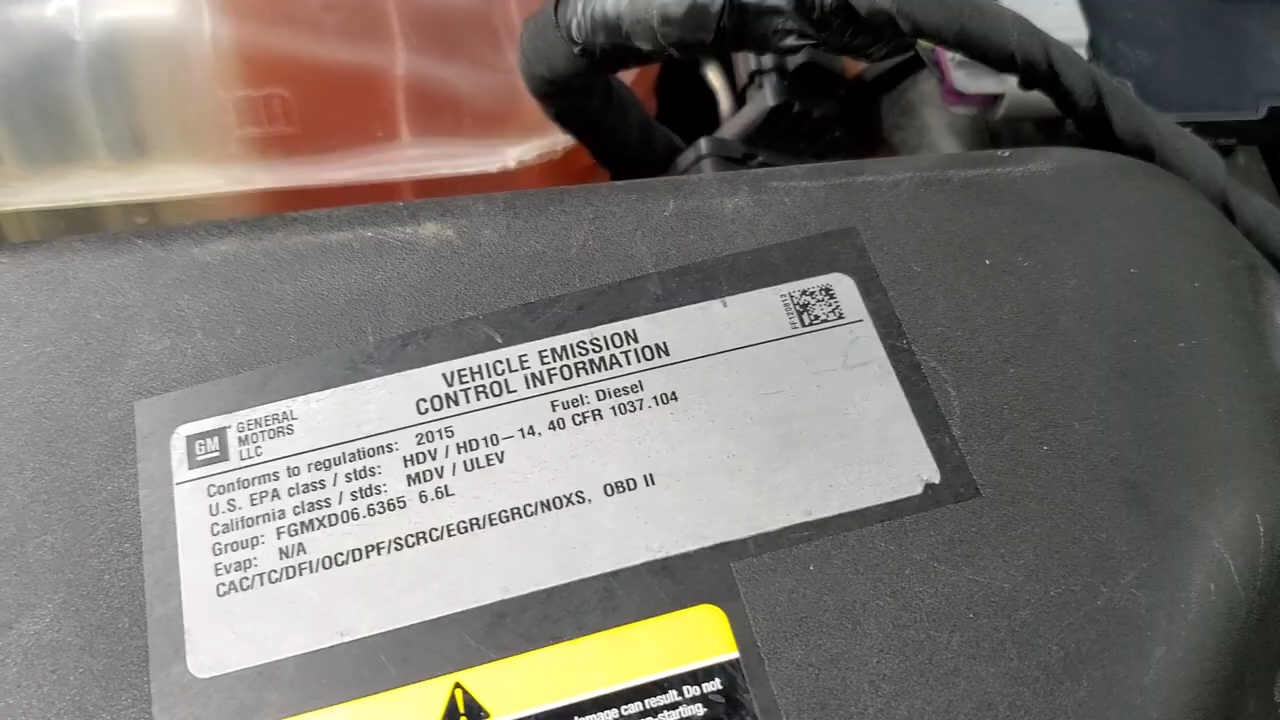 VEHICLE EMISSION
CONTROL INFORMATION
GM GENERAL
MOTORS
LLC
Fuel: Diesel
Conforms to regulations: 2015
U.S. EPA class / stds: HDV / HD10-14, 40 CFR 1037.104
California class / stds: MDV / ULEV
Group: FGMXD06.6365 6.6L
Evap: N/A
CAC/TC/DFI/OC/DPF/SCRC/EGR/EGRC/NOXS, OBD II
can result. Do not